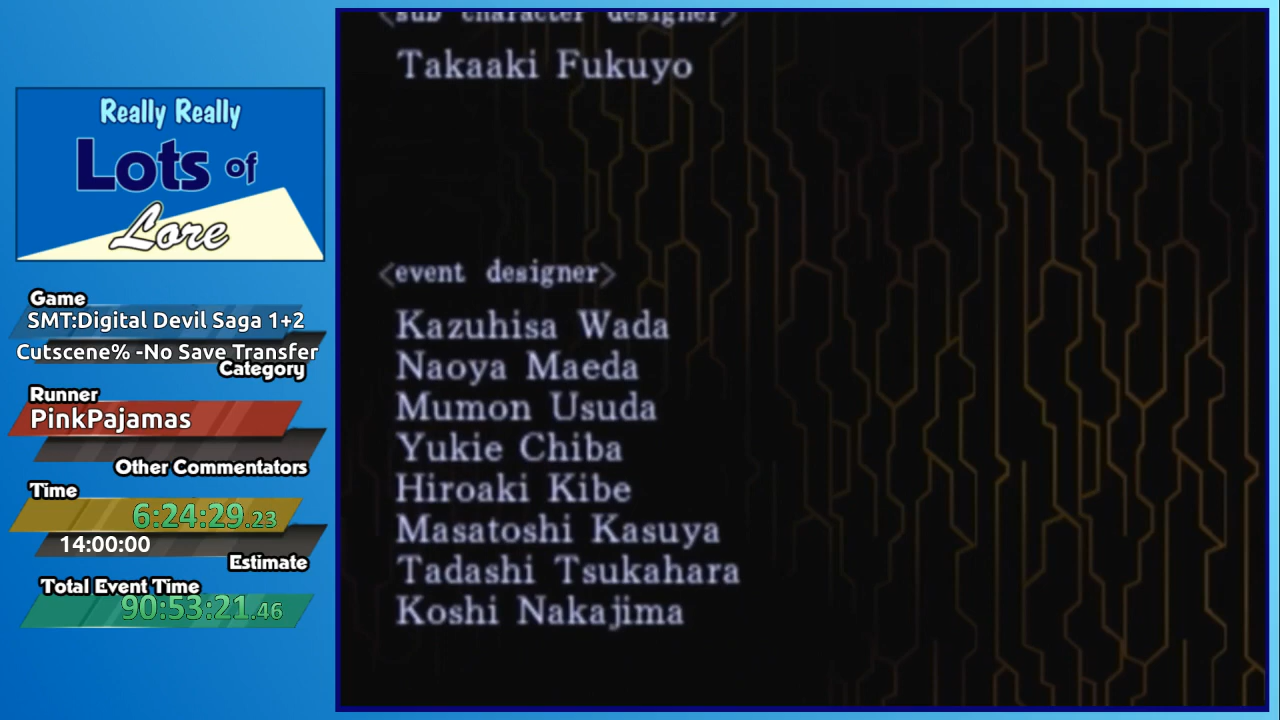 Really Really
Lots of
Lore
Game
SMT:Digital Devil Saga 1+2
Cutscene% -No Save Transfer
Category
Runner
PinkPajamas
Other Commentators
Time
6:24:29.23
14:00:00
Estimate
Total Event Time
90:53:21.46
<sub character designer>
Takaaki Fukuyo
<event designer>
Kazuhisa Wada
Naoya Maeda
Mumon Usuda
Yukie Chiba
Hiroaki Kibe
Masatoshi Kasuya
Tadashi Tsukahara
Koshi Nakajima